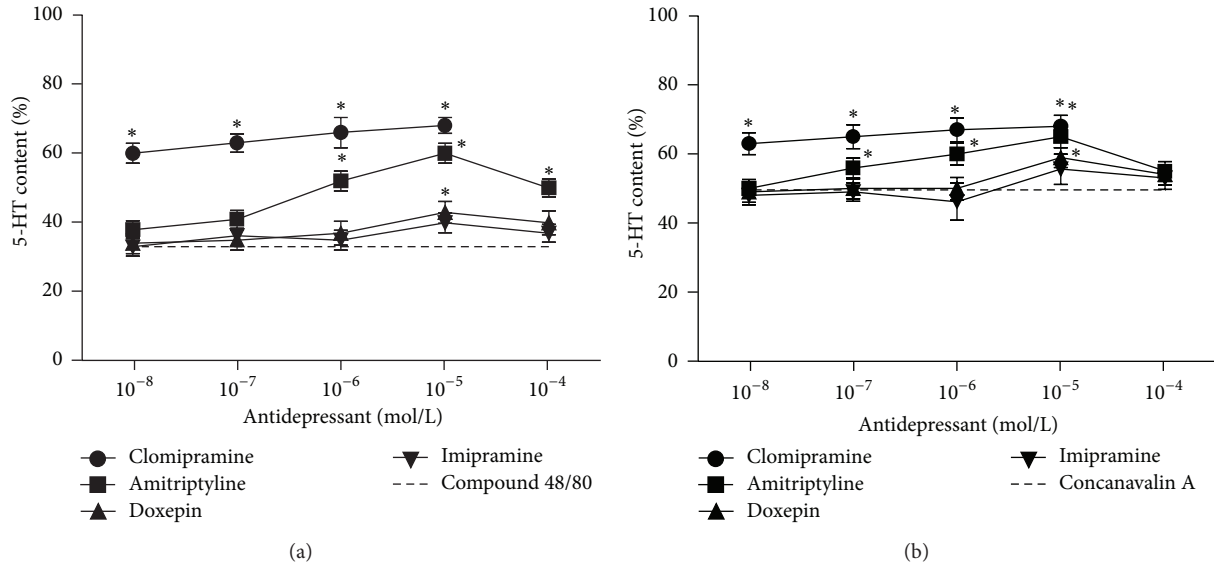 100
80
60
40
20
0
5-HT content (%)
* * * * * * * *
10⁻⁸ 10⁻⁷ 10⁻⁶ 10⁻⁵ 10⁻⁴
Antidepressant (mol/L)
Clomipramine
Amitriptyline
Doxepin
Imipramine
Compound 48/80
(a)
100
80
60
40
20
0
5-HT content (%)
* * * * * * * *
10⁻⁸ 10⁻⁷ 10⁻⁶ 10⁻⁵ 10⁻⁴
Antidepressant (mol/L)
Clomipramine
Amitriptyline
Doxepin
Imipramine
Concanavalin A
(b)